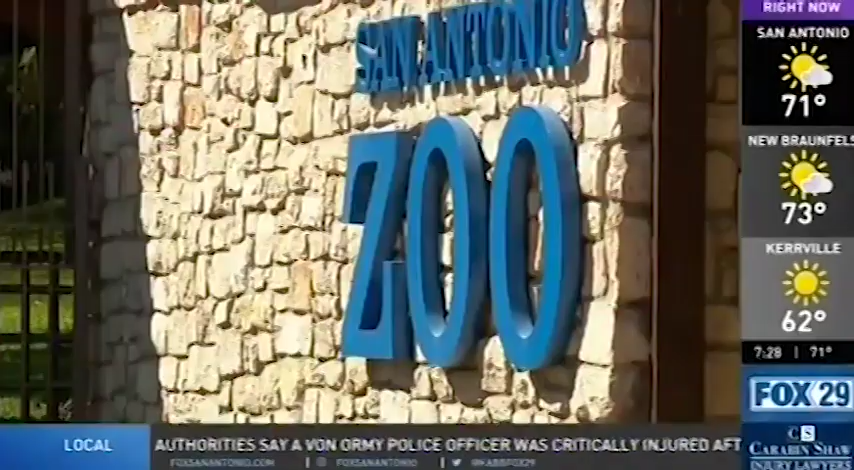 SAN ANTONIO
ZOO
RIGHT NOW
SAN ANTONIO
71°
NEW BRAUNFELS
73°
KERRVILLE
62°
7:28 | 71°
FOX 29
CS
CARABIN SHAW
INJURY LAWYERS
LOCAL
AUTHORITIES SAY A VON ORMY POLICE OFFICER WAS CRITICALLY INJURED AFT
FOXSANANTONIO.COM | FOXSANANTONIO | @KABBFOX29